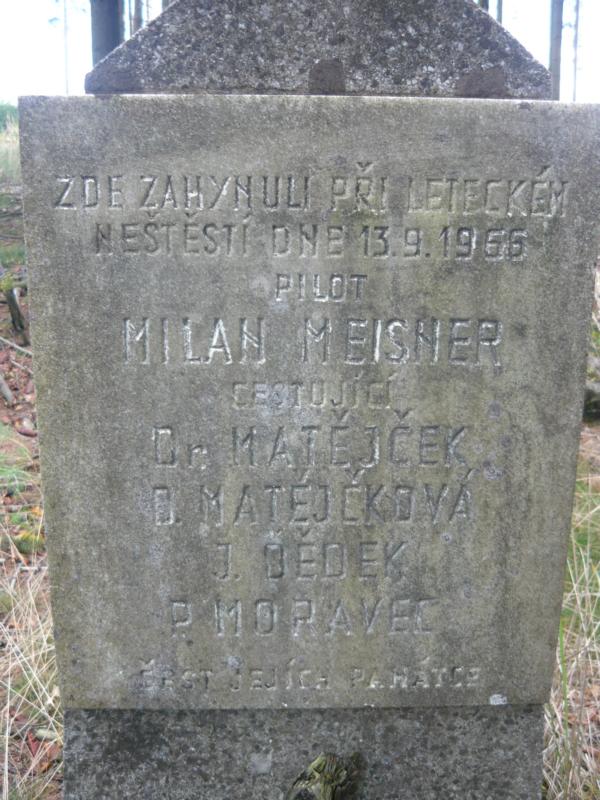 ZDE ZAHYNULI PŘI LETECKÉM
NEŠTĚSTÍ DNE 13.9.1966
PILOT
MILAN MEISNER
CESTUJÍCÍ
Dr. MATĚJČEK
D. MATĚJČKOVÁ
J. DĚDEK
P. MORAVEC
ČEST JEJÍCH PAMÁTCE